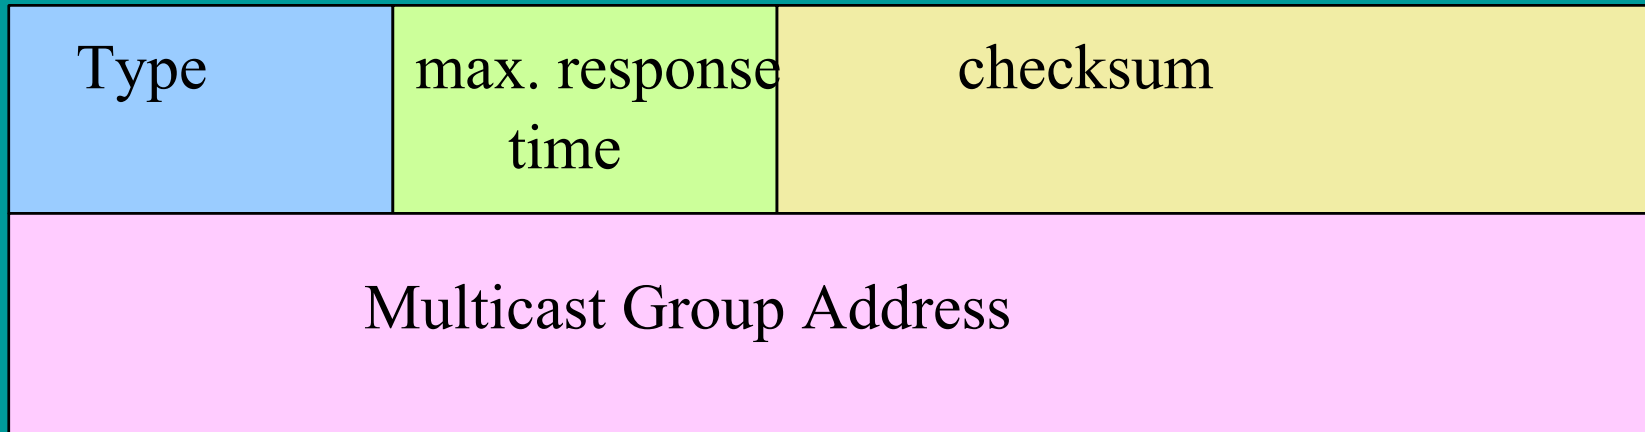 Type
max. response
time
checksum
Multicast Group Address